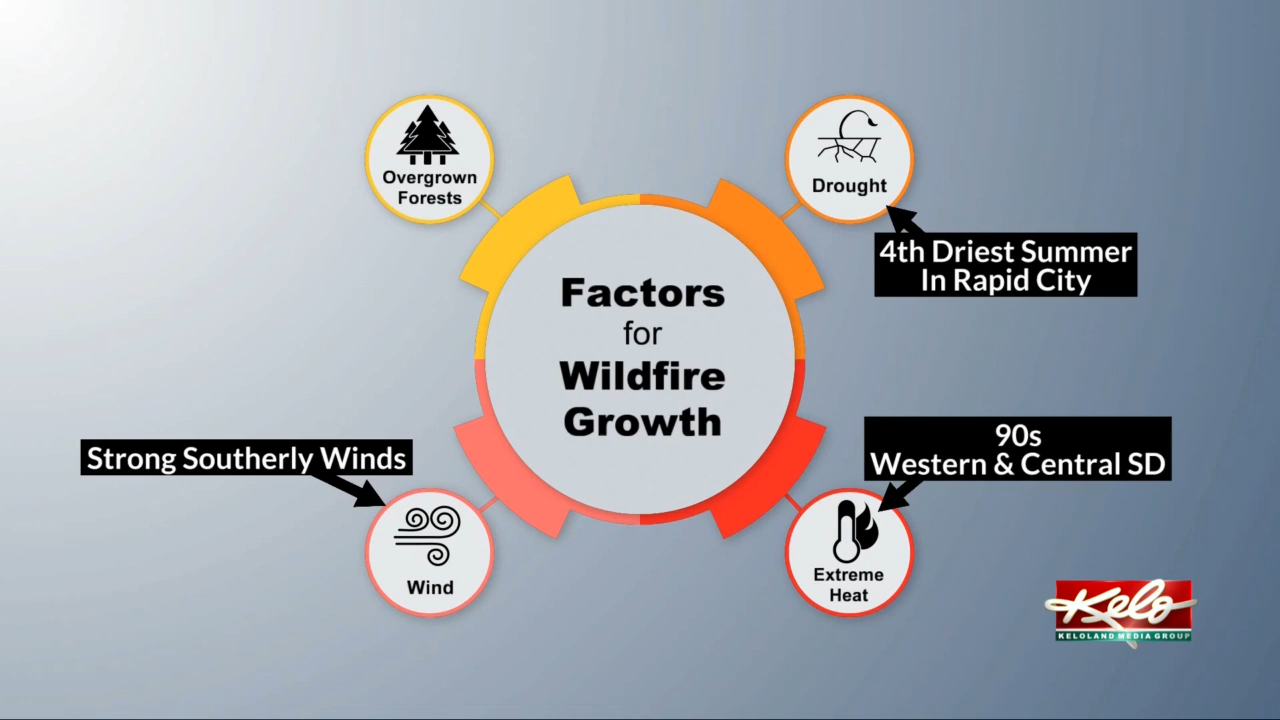 Overgrown
Forests
Drought
4th Driest Summer
In Rapid City
Factors
for
Wildfire
Growth
Strong Southerly Winds
90s
Western & Central SD
Wind
Extreme
Heat
Kelo
KELOLAND MEDIA GROUP